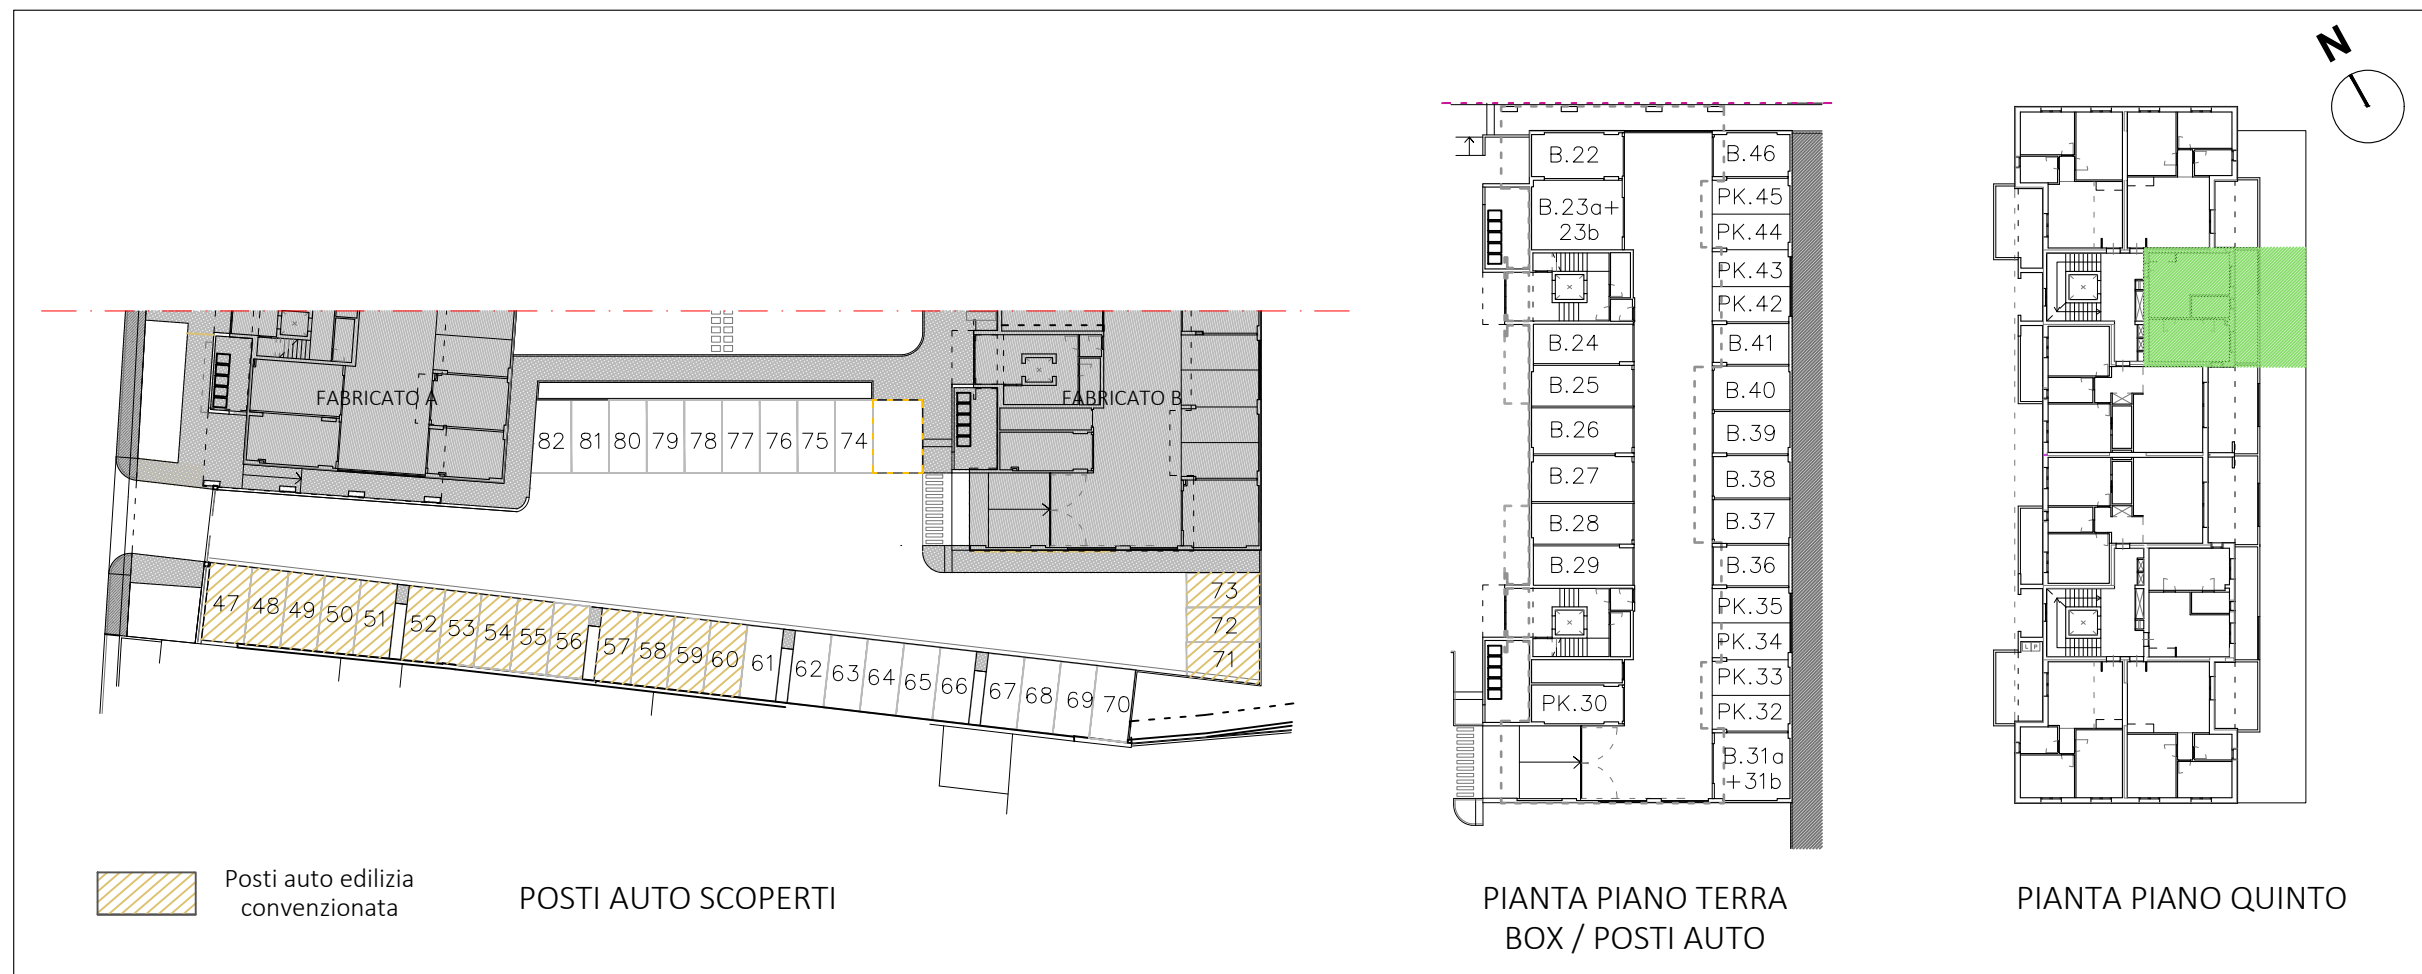 N
FABRICATO A
FABRICATO B
82 81 80 79 78 77 76 75 74
47 48 49 50 51 52 53 54 55 56 57 58 59 60 61 62 63 64 65 66 67 68 69 70
73
72
71
Posti auto edilizia
convenzionata
POSTI AUTO SCOPERTI
B.22
B.23a+
23b
B.24
B.25
B.26
B.27
B.28
B.29
PK.30
B.46
PK.45
PK.44
PK.43
PK.42
B.41
B.40
B.39
B.38
B.37
B.36
PK.35
PK.34
PK.33
PK.32
B.31a
+31b
PIANTA PIANO TERRA
BOX / POSTI AUTO
L P
PIANTA PIANO QUINTO